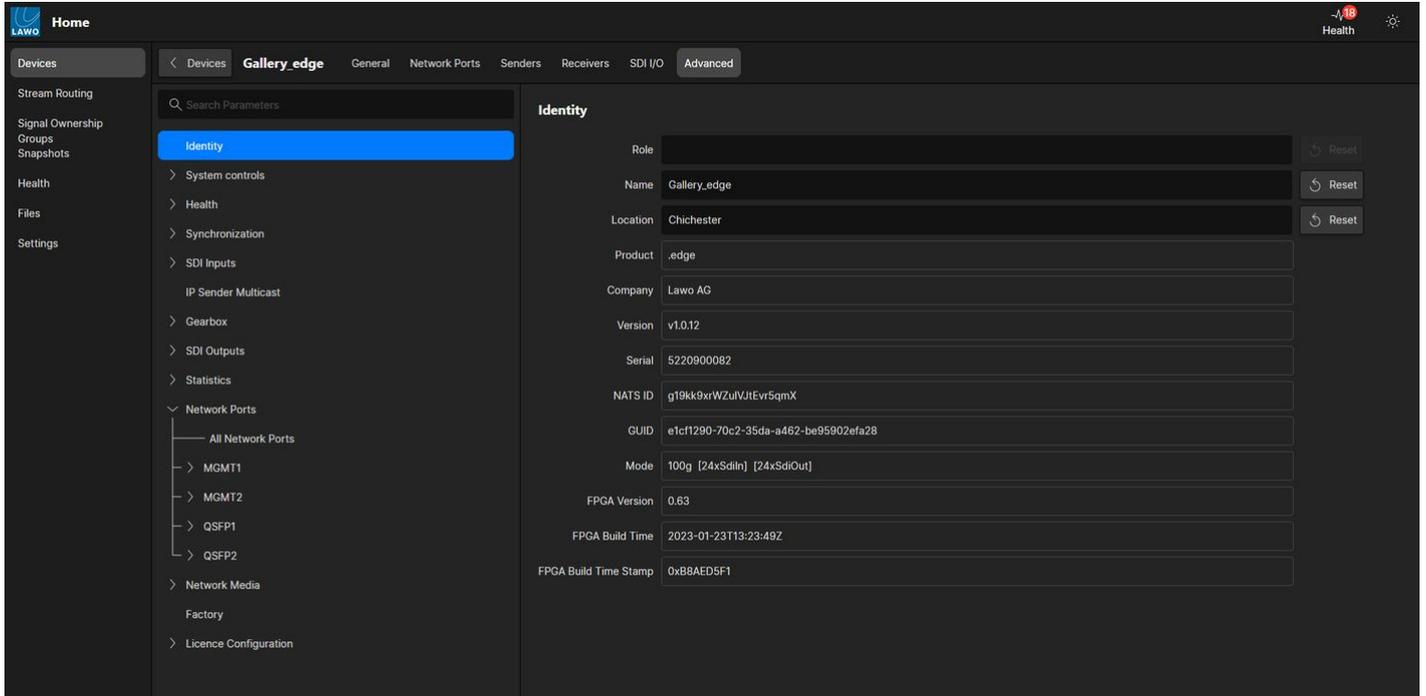 LAWO
Home
18
Health
Devices
Stream Routing
Signal Ownership
Groups
Snapshots
Health
Files
Settings
Devices
Gallery_edge
General
Network Ports
Senders
Receivers
SDI I/O
Advanced
Search Parameters
Identity
System controls
Health
Synchronization
SDI Inputs
IP Sender Multicast
Gearbox
SDI Outputs
Statistics
Network Ports
All Network Ports
MGMT1
MGMT2
QSFP1
QSFP2
Network Media
Factory
Licence Configuration
Identity
Role Reset
Name Gallery_edge Reset
Location Chichester Reset
Product .edge
Company Lawo AG
Version v1.0.12
Serial 5220900082
NATS ID g19kk9xrWZulVJtEvr5qmX
GUID e1cf1290-70c2-35da-a462-be95902efa28
Mode 100g [24xSdiIn] [24xSdiOut]
FPGA Version 0.63
FPGA Build Time 2023-01-23T13:23:49Z
FPGA Build Time Stamp 0xB8AED5F1